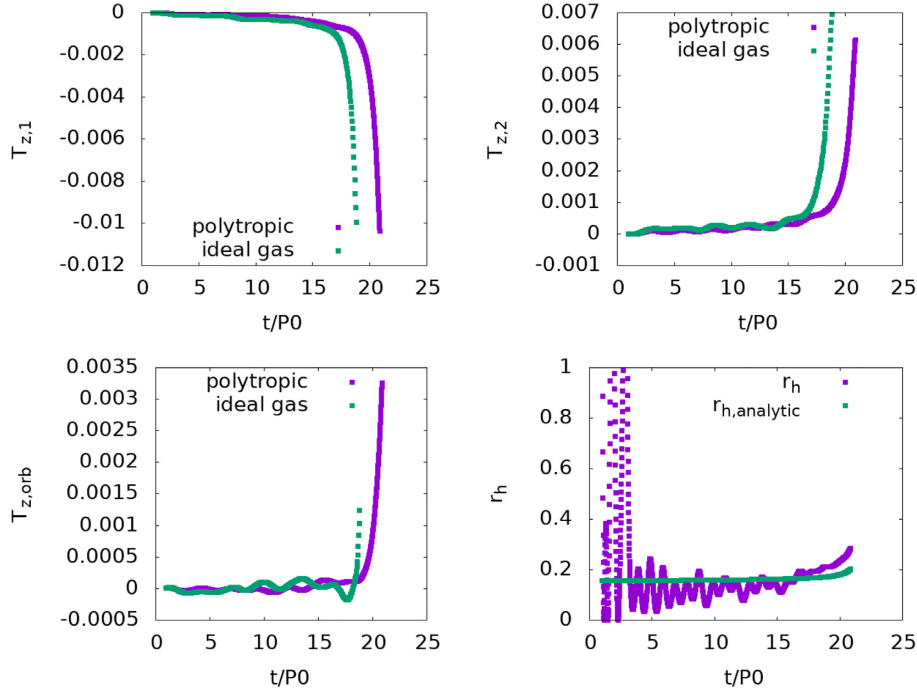 0
-0.002
-0.004
-0.006
-0.008
-0.01
-0.012
T_z,1
polytropic
ideal gas
0 5 10 15 20 25
t/P0
0.007
0.006
0.005
0.004
0.003
0.002
0.001
0
-0.001
T_z,2
polytropic
ideal gas
0 5 10 15 20 25
t/P0
0.0035
0.003
0.0025
0.002
0.0015
0.001
0.0005
0
-0.0005
T_z,orb
polytropic
ideal gas
0 5 10 15 20 25
t/P0
1
0.8
0.6
0.4
0.2
0
r_h
r_h
r_h,analytic
0 5 10 15 20 25
t/P0